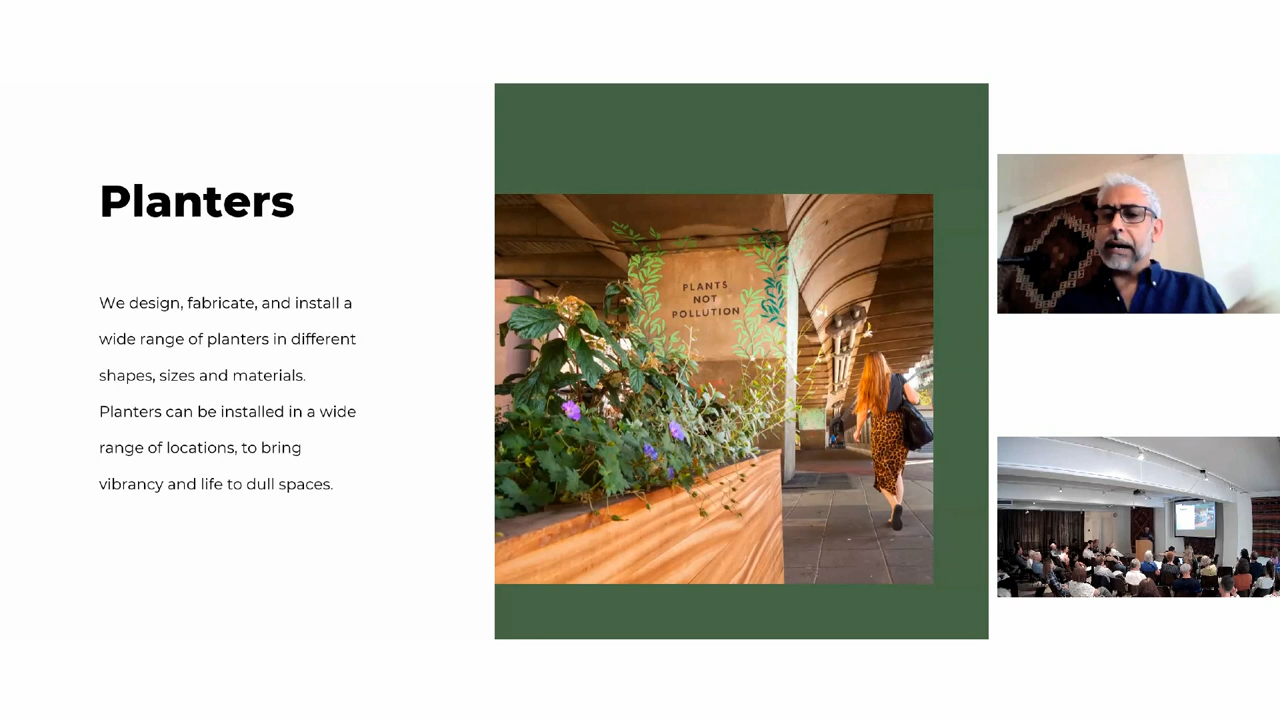 Planters
We design, fabricate, and install a
wide range of planters in different
shapes, sizes and materials.
Planters can be installed in a wide
range of locations, to bring
vibrancy and life to dull spaces.
PLANTS
NOT
POLLUTION